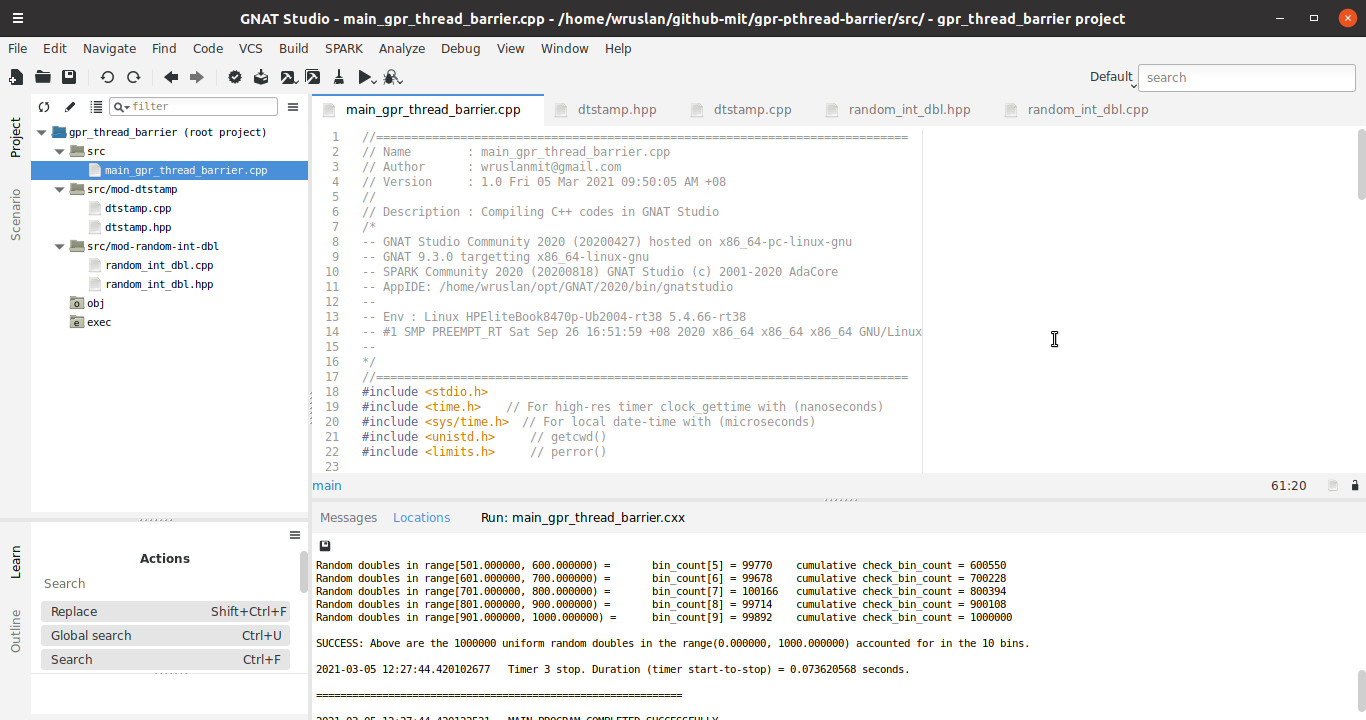 GNAT Studio - main_gpr_thread_barrier.cpp - /home/wruslan/github-mit/gpr-pthread-barrier/src/ - gpr_thread_barrier project
File Edit Navigate Find Code VCS Build SPARK Analyze Debug View Window Help
Default search
Project
Scenario
filter
gpr_thread_barrier (root project)
src
main_gpr_thread_barrier.cpp
src/mod-dtstamp
dtstamp.cpp
dtstamp.hpp
src/mod-random-int-dbl
random_int_dbl.cpp
random_int_dbl.hpp
obj
exec
main_gpr_thread_barrier.cpp dtstamp.hpp dtstamp.cpp random_int_dbl.hpp random_int_dbl.cpp
1 //============================================================================
2 // Name        : main_gpr_thread_barrier.cpp
3 // Author      : wruslanmit@gmail.com
4 // Version     : 1.0 Fri 05 Mar 2021 09:50:05 AM +08
5 //
6 // Description : Compiling C++ codes in GNAT Studio
7 /*
8 -- GNAT Studio Community 2020 (20200427) hosted on x86_64-pc-linux-gnu
9 -- GNAT 9.3.0 targetting x86_64-linux-gnu
10 -- SPARK Community 2020 (20200818) GNAT Studio (c) 2001-2020 AdaCore
11 -- AppIDE: /home/wruslan/opt/GNAT/2020/bin/gnatstudio
12 --
13 -- Env : Linux HPEliteBook8470p-Ub2004-rt38 5.4.66-rt38
14 -- #1 SMP PREEMPT_RT Sat Sep 26 16:51:59 +08 2020 x86_64 x86_64 x86_64 GNU/Linux
15 --
16 */
17 //============================================================================
18 #include <stdio.h>
19 #include <time.h>    // For high-res timer clock_gettime with (nanoseconds)
20 #include <sys/time.h>  // For local date-time with (microseconds)
21 #include <unistd.h>     // getcwd()
22 #include <limits.h>     // perror()
23
main 61:20
Learn
Outline
Actions
Search
Replace Shift+Ctrl+F
Global search Ctrl+U
Search Ctrl+F
Messages Locations Run: main_gpr_thread_barrier.cxx
Random doubles in range[501.000000, 600.000000) =       bin_count[5] = 99770    cumulative check_bin_count = 600550
Random doubles in range[601.000000, 700.000000) =       bin_count[6] = 99678    cumulative check_bin_count = 700228
Random doubles in range[701.000000, 800.000000) =       bin_count[7] = 100166   cumulative check_bin_count = 800394
Random doubles in range[801.000000, 900.000000) =       bin_count[8] = 99714    cumulative check_bin_count = 900108
Random doubles in range[901.000000, 1000.000000) =      bin_count[9] = 99892    cumulative check_bin_count = 1000000
SUCCESS: Above are the 1000000 uniform random doubles in the range(0.000000, 1000.000000) accounted for in the 10 bins.
2021-03-05 12:27:44.420102677   Timer 3 stop. Duration (timer start-to-stop) = 0.073620568 seconds.
=============================================================
MAIN PROGRAM COMPLETED SUCCESSFULLY